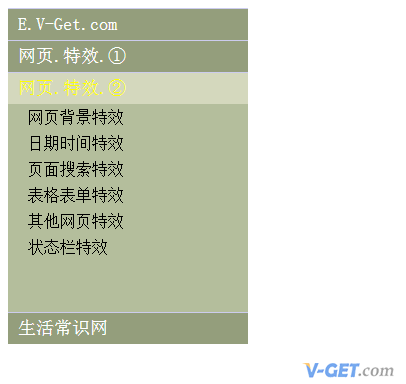 E.V-Get.com
网页.特效.①
网页.特效.②
网页背景特效
日期时间特效
页面搜索特效
表格表单特效
其他网页特效
状态栏特效
生活常识网
V-GET.com